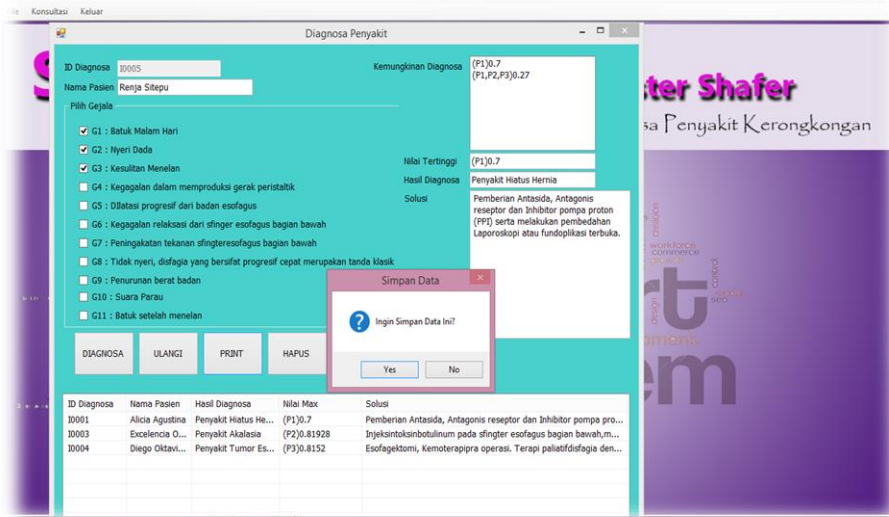 Konsultasi Keluar
Diagnosa Penyakit
ID Diagnosa I0005
Nama Pasien Renja Sitepu
Pilih Gejala
G1 : Batuk Malam Hari
G2 : Nyeri Dada
G3 : Kesulitan Menelan
G4 : Kegagalan dalam memproduksi gerak peristaltik
G5 : DIlatasi progresif dari badan esofagus
G6 : Kegagalan relaksasi dari sfinger esofagus bagian bawah
G7 : Peningakatan tekanan sfingteresofagus bagian bawah
G8 : Tidak nyeri, disfagia yang bersifat progresif cepat merupakan tanda klasik
G9 : Penurunan berat badan
G10 : Suara Parau
G11 : Batuk setelah menelan
Kemungkinan Diagnosa (P1)0.7
(P1,P2,P3)0.27
Nilai Tertinggi (P1)0.7
Hasil Diagnosa Penyakit Hiatus Hernia
Solusi Pemberian Antasida, Antagonis
reseptor dan Inhibitor pompa proton
(PPI) serta melakukan pembedahan
Laporoskopi atau fundoplikasi terbuka.
ster Shafer
sa Penyakit Kerongkongan
Simpan Data
Ingin Simpan Data Ini?
Yes No
DIAGNOSA ULANGI PRINT HAPUS
ID Diagnosa Nama Pasien Hasil Diagnosa Nilai Max Solusi
I0001 Alicia Agustina Penyakit Hiatus He... (P1)0.7 Pemberian Antasida, Antagonis reseptor dan Inhibitor pompa pro...
I0003 Excelencia O... Penyakit Akalasia (P2)0.81928 Injeksintoksinbotulinum pada sfingter esofagus bagian bawah,m...
I0004 Diego Oktavi... Penyakit Tumor Es... (P3)0.8152 Esofagektomi, Kemoterapipra operasi. Terapi paliatifdisfagia den...
workforce
commerce
control
design
creation
rt
em